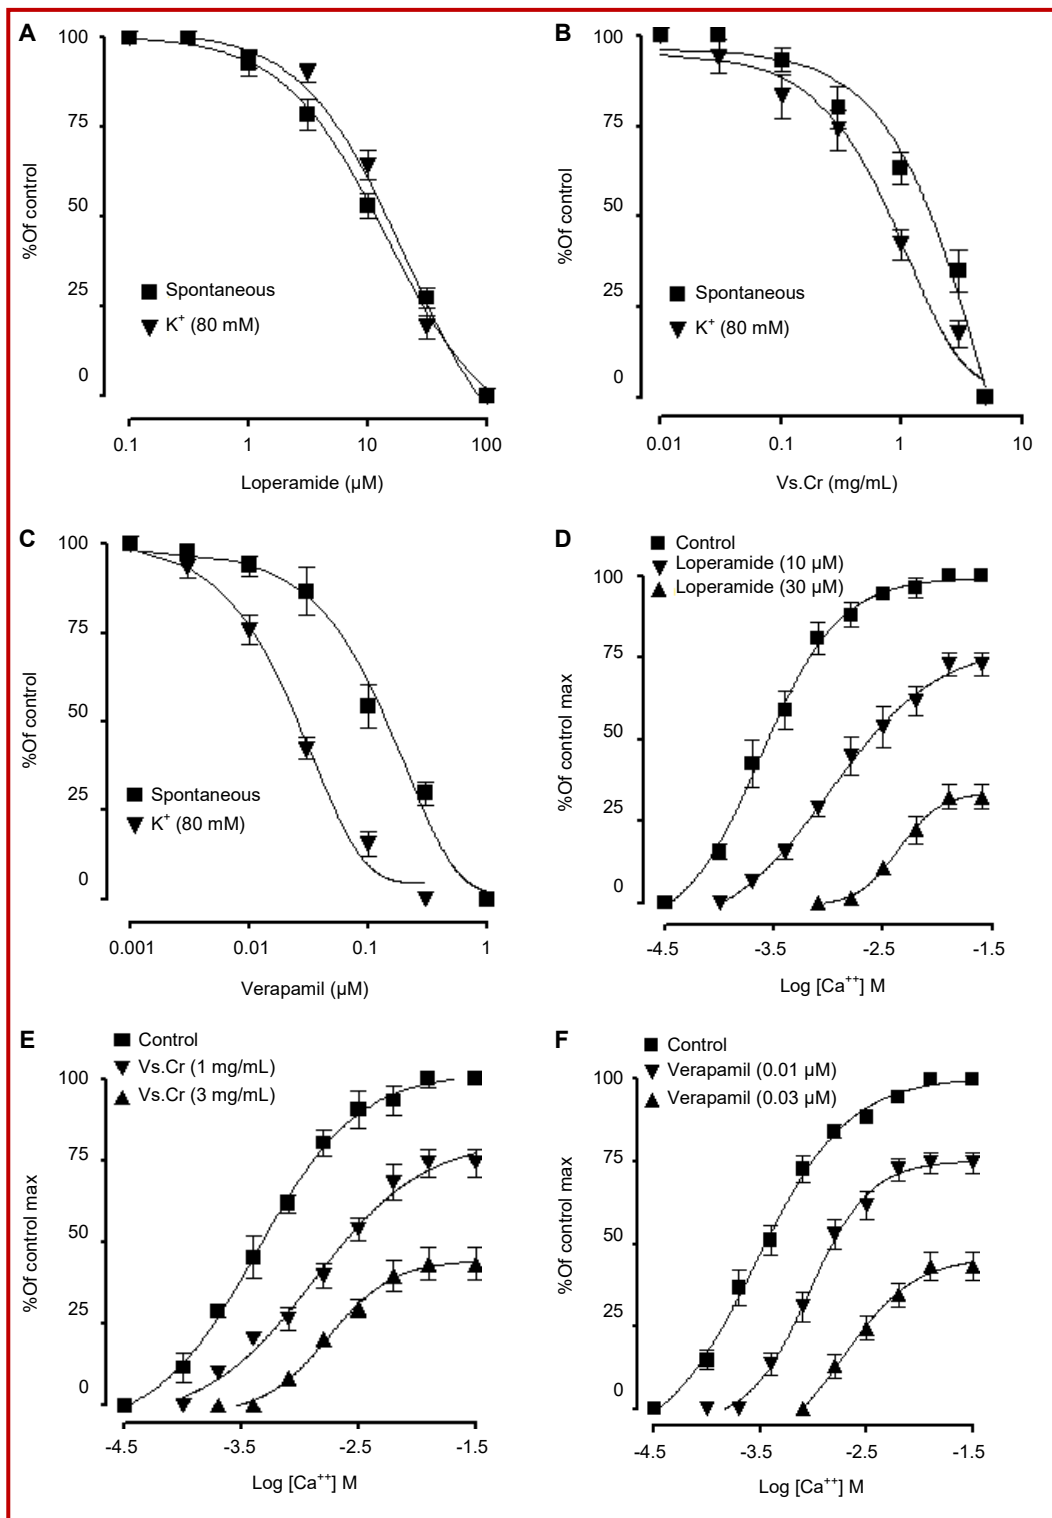 A
100
75
50
25
0
%Of control
Spontaneous
K⁺ (80 mM)
0.1
1
10
100
Loperamide (µM)
B
100
75
50
25
0
%Of control
Spontaneous
K⁺ (80 mM)
0.01
0.1
1
10
Vs.Cr (mg/mL)
C
100
75
50
25
0
%Of control
Spontaneous
K⁺ (80 mM)
0.001
0.01
0.1
1
Verapamil (µM)
D
Control
Loperamide (10 µM)
Loperamide (30 µM)
100
75
50
25
0
%Of control max
-4.5
-3.5
-2.5
-1.5
Log [Ca⁺⁺] M
E
Control
Vs.Cr (1 mg/mL)
Vs.Cr (3 mg/mL)
100
75
50
25
0
%Of control max
-4.5
-3.5
-2.5
-1.5
Log [Ca⁺⁺] M
F
Control
Verapamil (0.01 µM)
Verapamil (0.03 µM)
100
75
50
25
0
%Of control max
-4.5
-3.5
-2.5
-1.5
Log [Ca⁺⁺] M